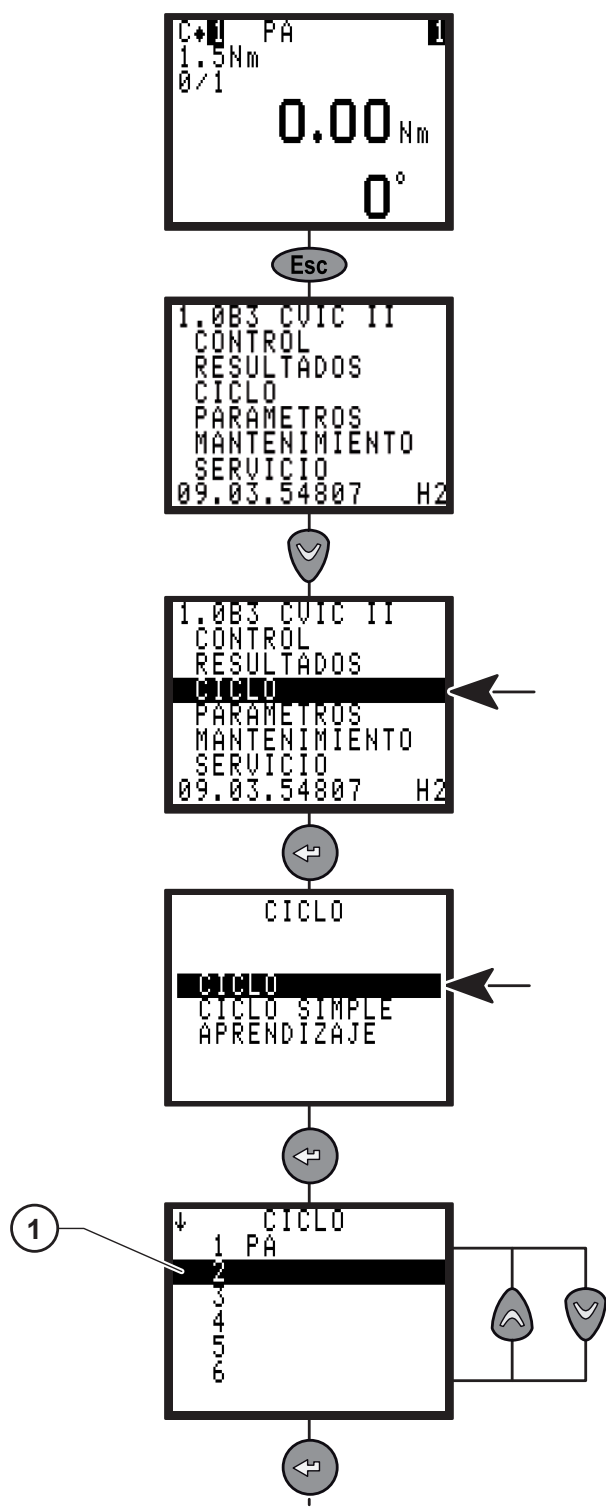 C♦1 PA 1
1.5Nm
0/1
0.00 Nm
0°
Esc
1.0B3 CVIC II
CONTROL
RESULTADOS
CICLO
PARAMETROS
MANTENIMIENTO
SERVICIO
09.03.54807 H2
1.0B3 CVIC II
CONTROL
RESULTADOS
CICLO
PARAMETROS
MANTENIMIENTO
SERVICIO
09.03.54807 H2
CICLO
CICLO
CICLO SIMPLE
APRENDIZAJE
1
↓ CICLO
1 PA
2
3
4
5
6